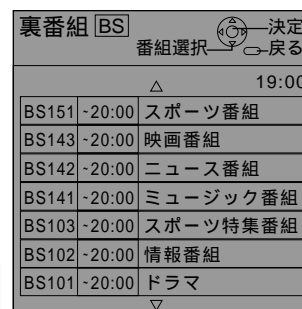 裏番組 BS 決定
番組選択 戻る
△ 19:00
BS151 ~20:00 スポーツ番組
BS143 ~20:00 映画番組
BS142 ~20:00 ニュース番組
BS141 ~20:00 ミュージック番組
BS103 ~20:00 スポーツ特集番組
BS102 ~20:00 情報番組
BS101 ~20:00 ドラマ
▽